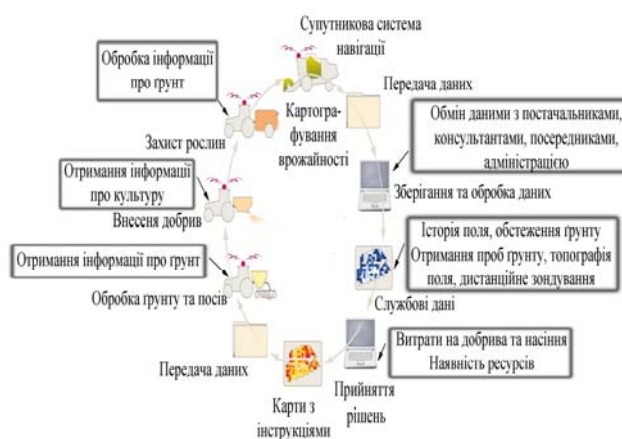 Супутникова система
навігації
Обробка інформації
про ґрунт
Передача даних
Картогра-
фування
врожайності
Обмін даними з постачальниками,
консультантами, посередниками,
адміністрацією
Захист рослин
Отримання інформації
про культуру
Зберігання та обробка даних
Внесеня добрив
Історія поля, обстеження ґрунту
Отримання проб ґрунту, топографія
поля, дистанційне зондування
Отримання інформації про ґрунт
Обробка ґрунту та посів
Службові дані
Витрати на добрива та насіння
Наявність ресурсів
Передача даних
Карти з
інструкціями
Прийняття
рішень